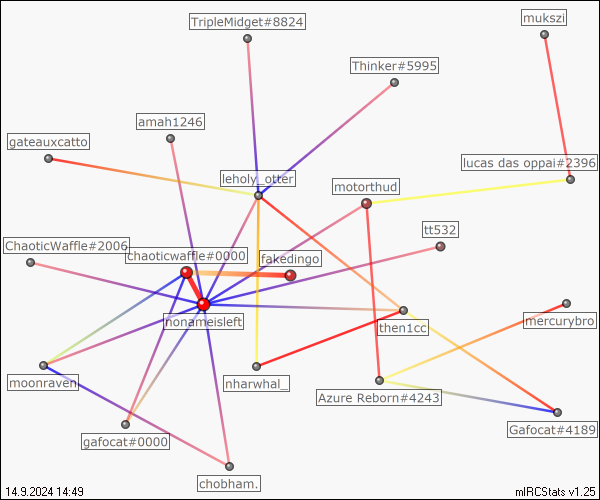 TripleMidget#8824
mukszi
Thinker#5995
amah1246
gateauxcatto
lucas das oppai#2396
leholy_otter
motorthud
tt532
ChaoticWaffle#2006
chaoticwaffle#0000
fakedingo
nonameisleft
then1cc
mercurybro
moonraven
nharwhal_
Azure Reborn#4243
gafocat#0000
Gafocat#4189
chobham.
14.9.2024 14:49
mIRCStats v1.25